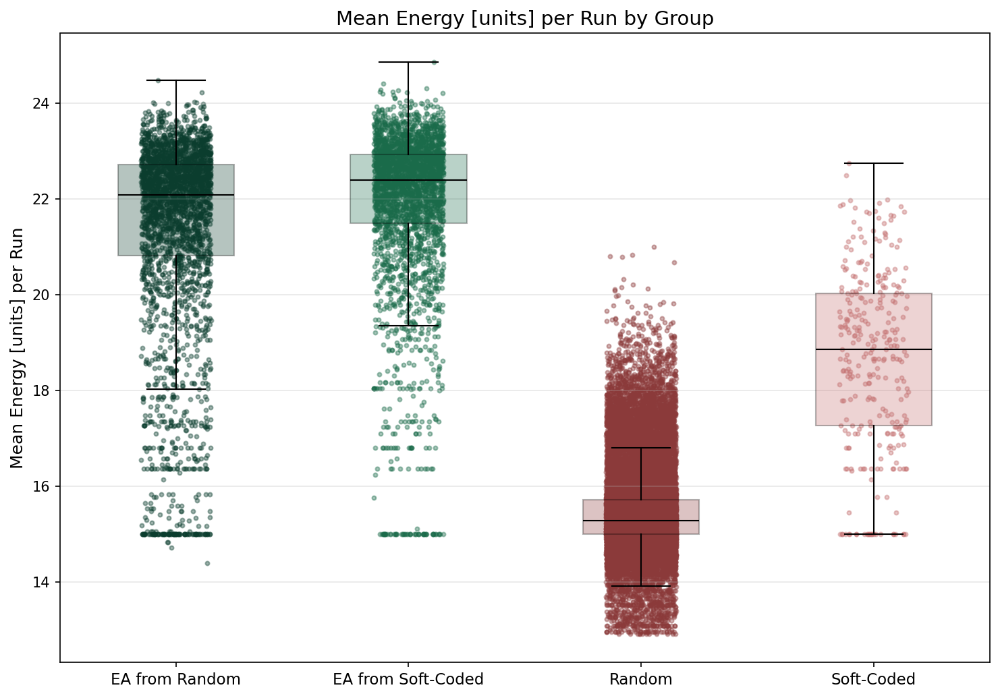 Mean Energy [units] per Run by Group
Mean Energy [units] per Run
24
22
20
18
16
14
EA from Random
EA from Soft-Coded
Random
Soft-Coded